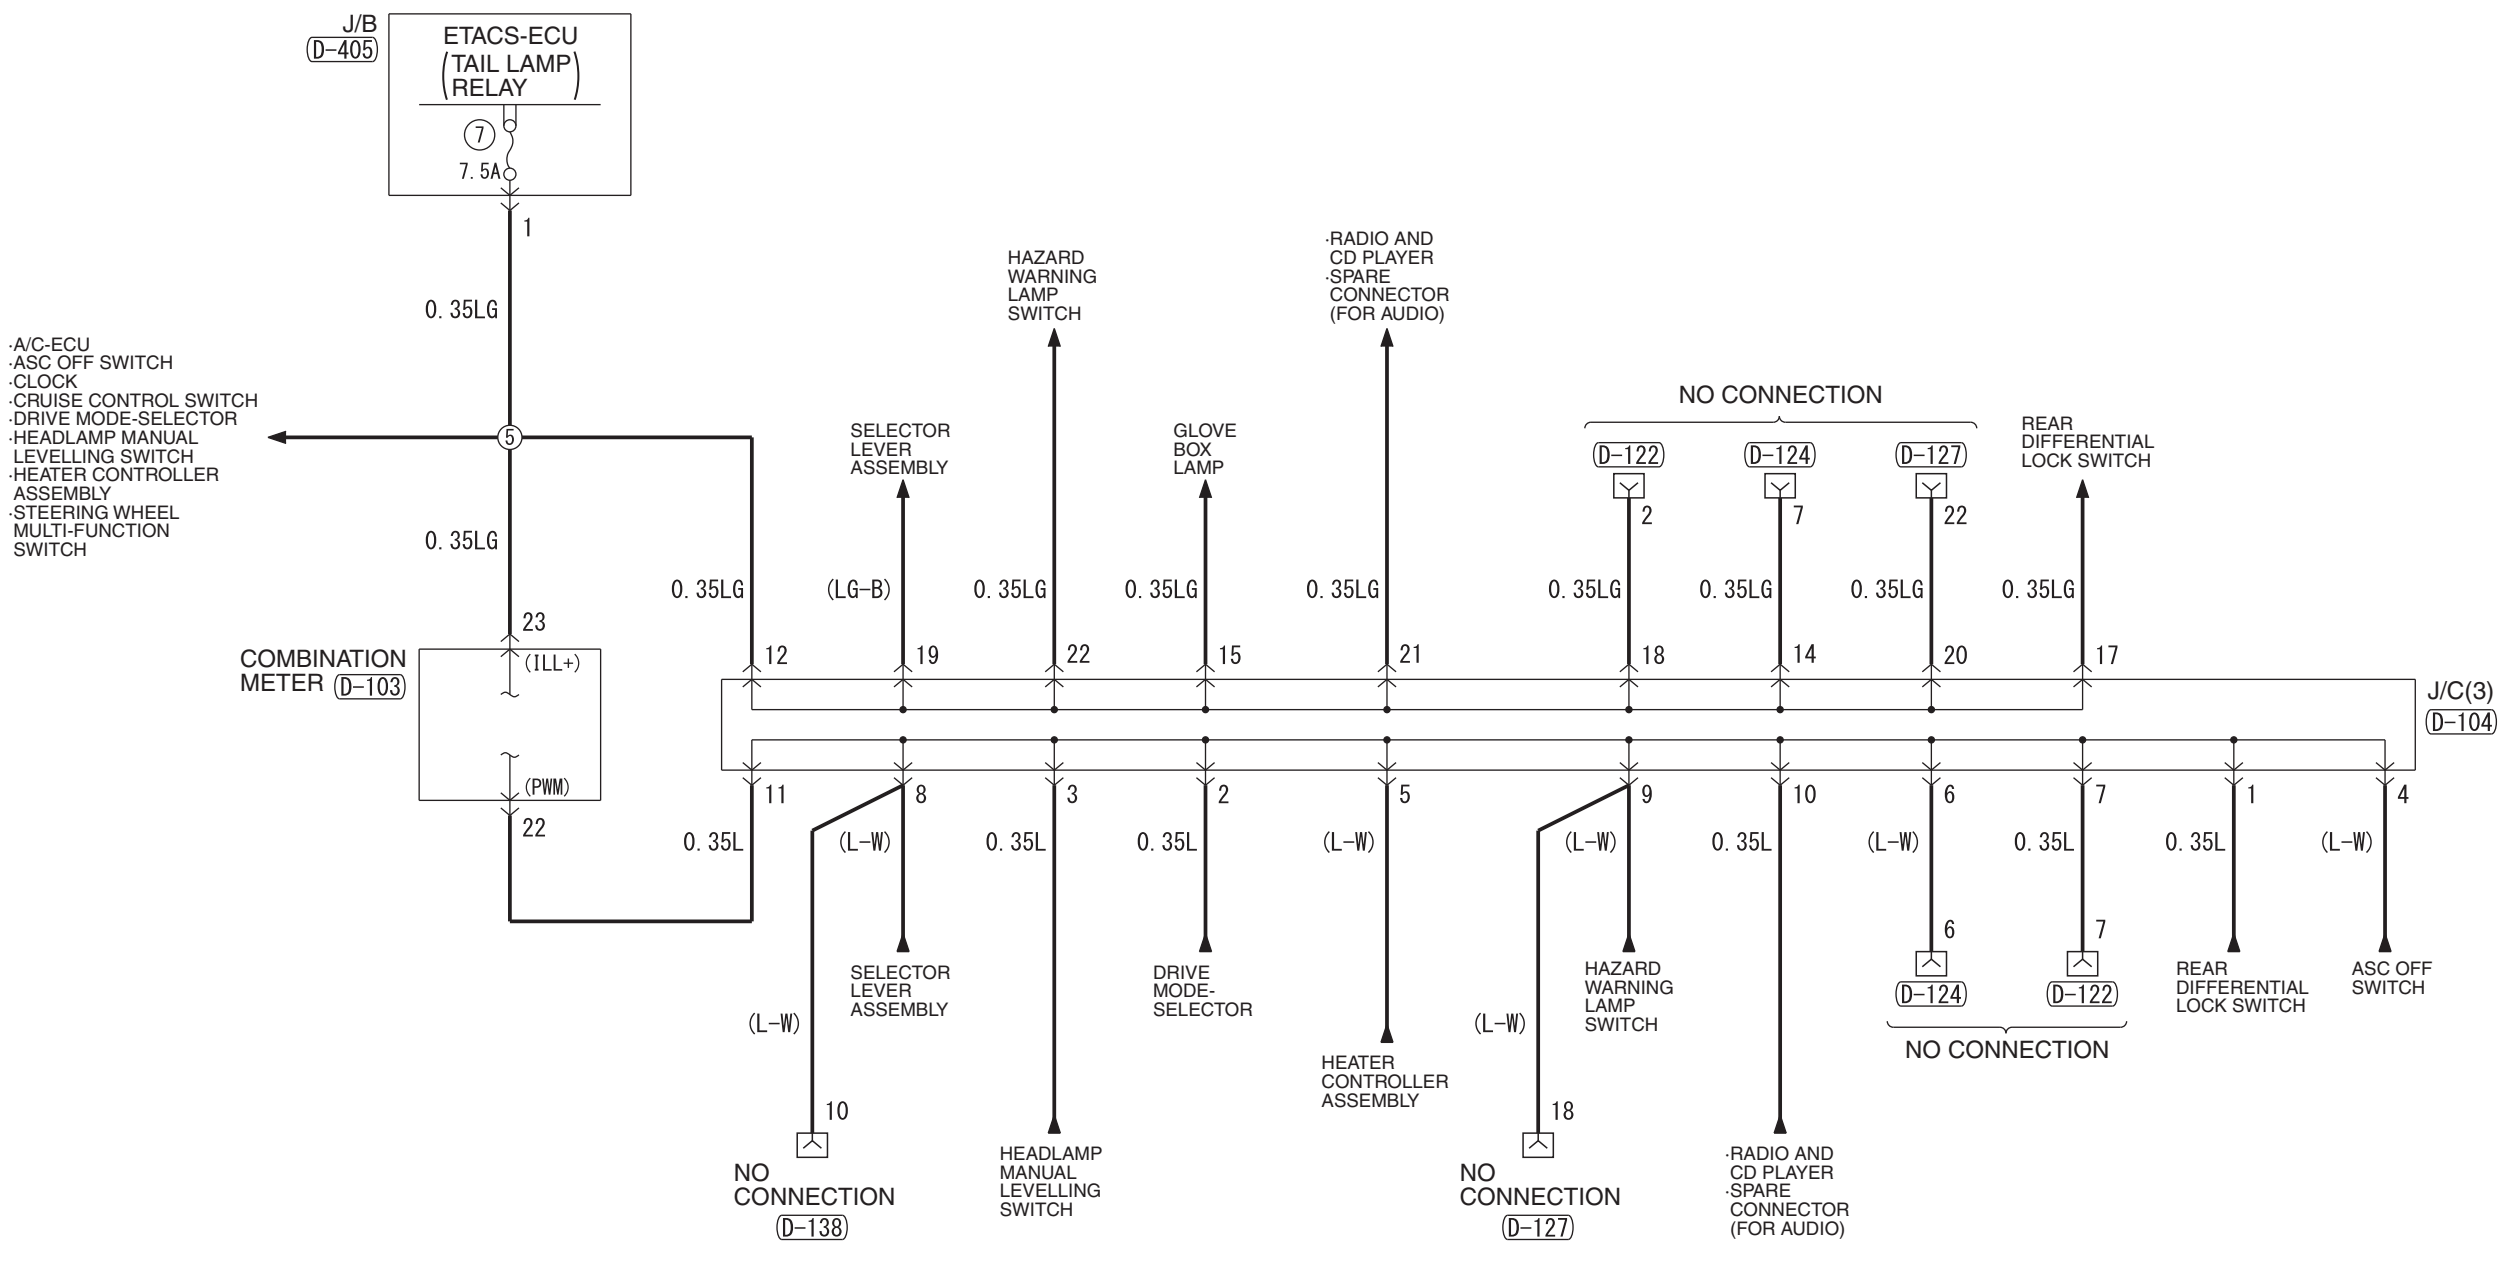 J/B
(D-405)
ETACS-ECU
(TAIL LAMP
RELAY)
7
7.5A
1
0.35LG
·A/C-ECU
·ASC OFF SWITCH
·CLOCK
·CRUISE CONTROL SWITCH
·DRIVE MODE-SELECTOR
·HEADLAMP MANUAL
LEVELLING SWITCH
·HEATER CONTROLLER
ASSEMBLY
·STEERING WHEEL
MULTI-FUNCTION
SWITCH
5
0.35LG
23
COMBINATION
METER (D-103)
(ILL+)
(PWM)
22
0.35LG
12
SELECTOR
LEVER
ASSEMBLY
(LG-B)
19
HAZARD
WARNING
LAMP
SWITCH
0.35LG
22
GLOVE
BOX
LAMP
0.35LG
15
·RADIO AND
CD PLAYER
·SPARE
CONNECTOR
(FOR AUDIO)
0.35LG
21
NO CONNECTION
(D-122)
2
0.35LG
18
(D-124)
7
0.35LG
14
(D-127)
22
0.35LG
20
REAR
DIFFERENTIAL
LOCK SWITCH
0.35LG
17
J/C(3)
(D-104)
11
0.35L
8
(L-W)
SELECTOR
LEVER
ASSEMBLY
(L-W)
10
NO
CONNECTION
(D-138)
3
0.35L
HEADLAMP
MANUAL
LEVELLING
SWITCH
2
0.35L
DRIVE
MODE-
SELECTOR
5
(L-W)
HEATER
CONTROLLER
ASSEMBLY
9
(L-W)
HAZARD
WARNING
LAMP
SWITCH
(L-W)
18
NO
CONNECTION
(D-127)
10
0.35L
·RADIO AND
CD PLAYER
·SPARE
CONNECTOR
(FOR AUDIO)
6
(L-W)
6
(D-124)
7
0.35L
7
(D-122)
NO CONNECTION
1
0.35L
REAR
DIFFERENTIAL
LOCK SWITCH
4
(L-W)
ASC OFF
SWITCH